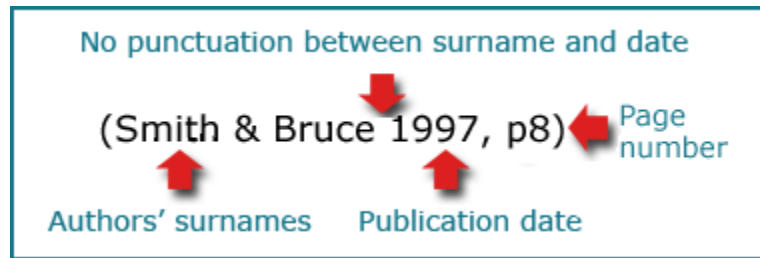 No punctuation between surname and date
(Smith & Bruce 1997, p8)
Page
number
Authors’ surnames
Publication date